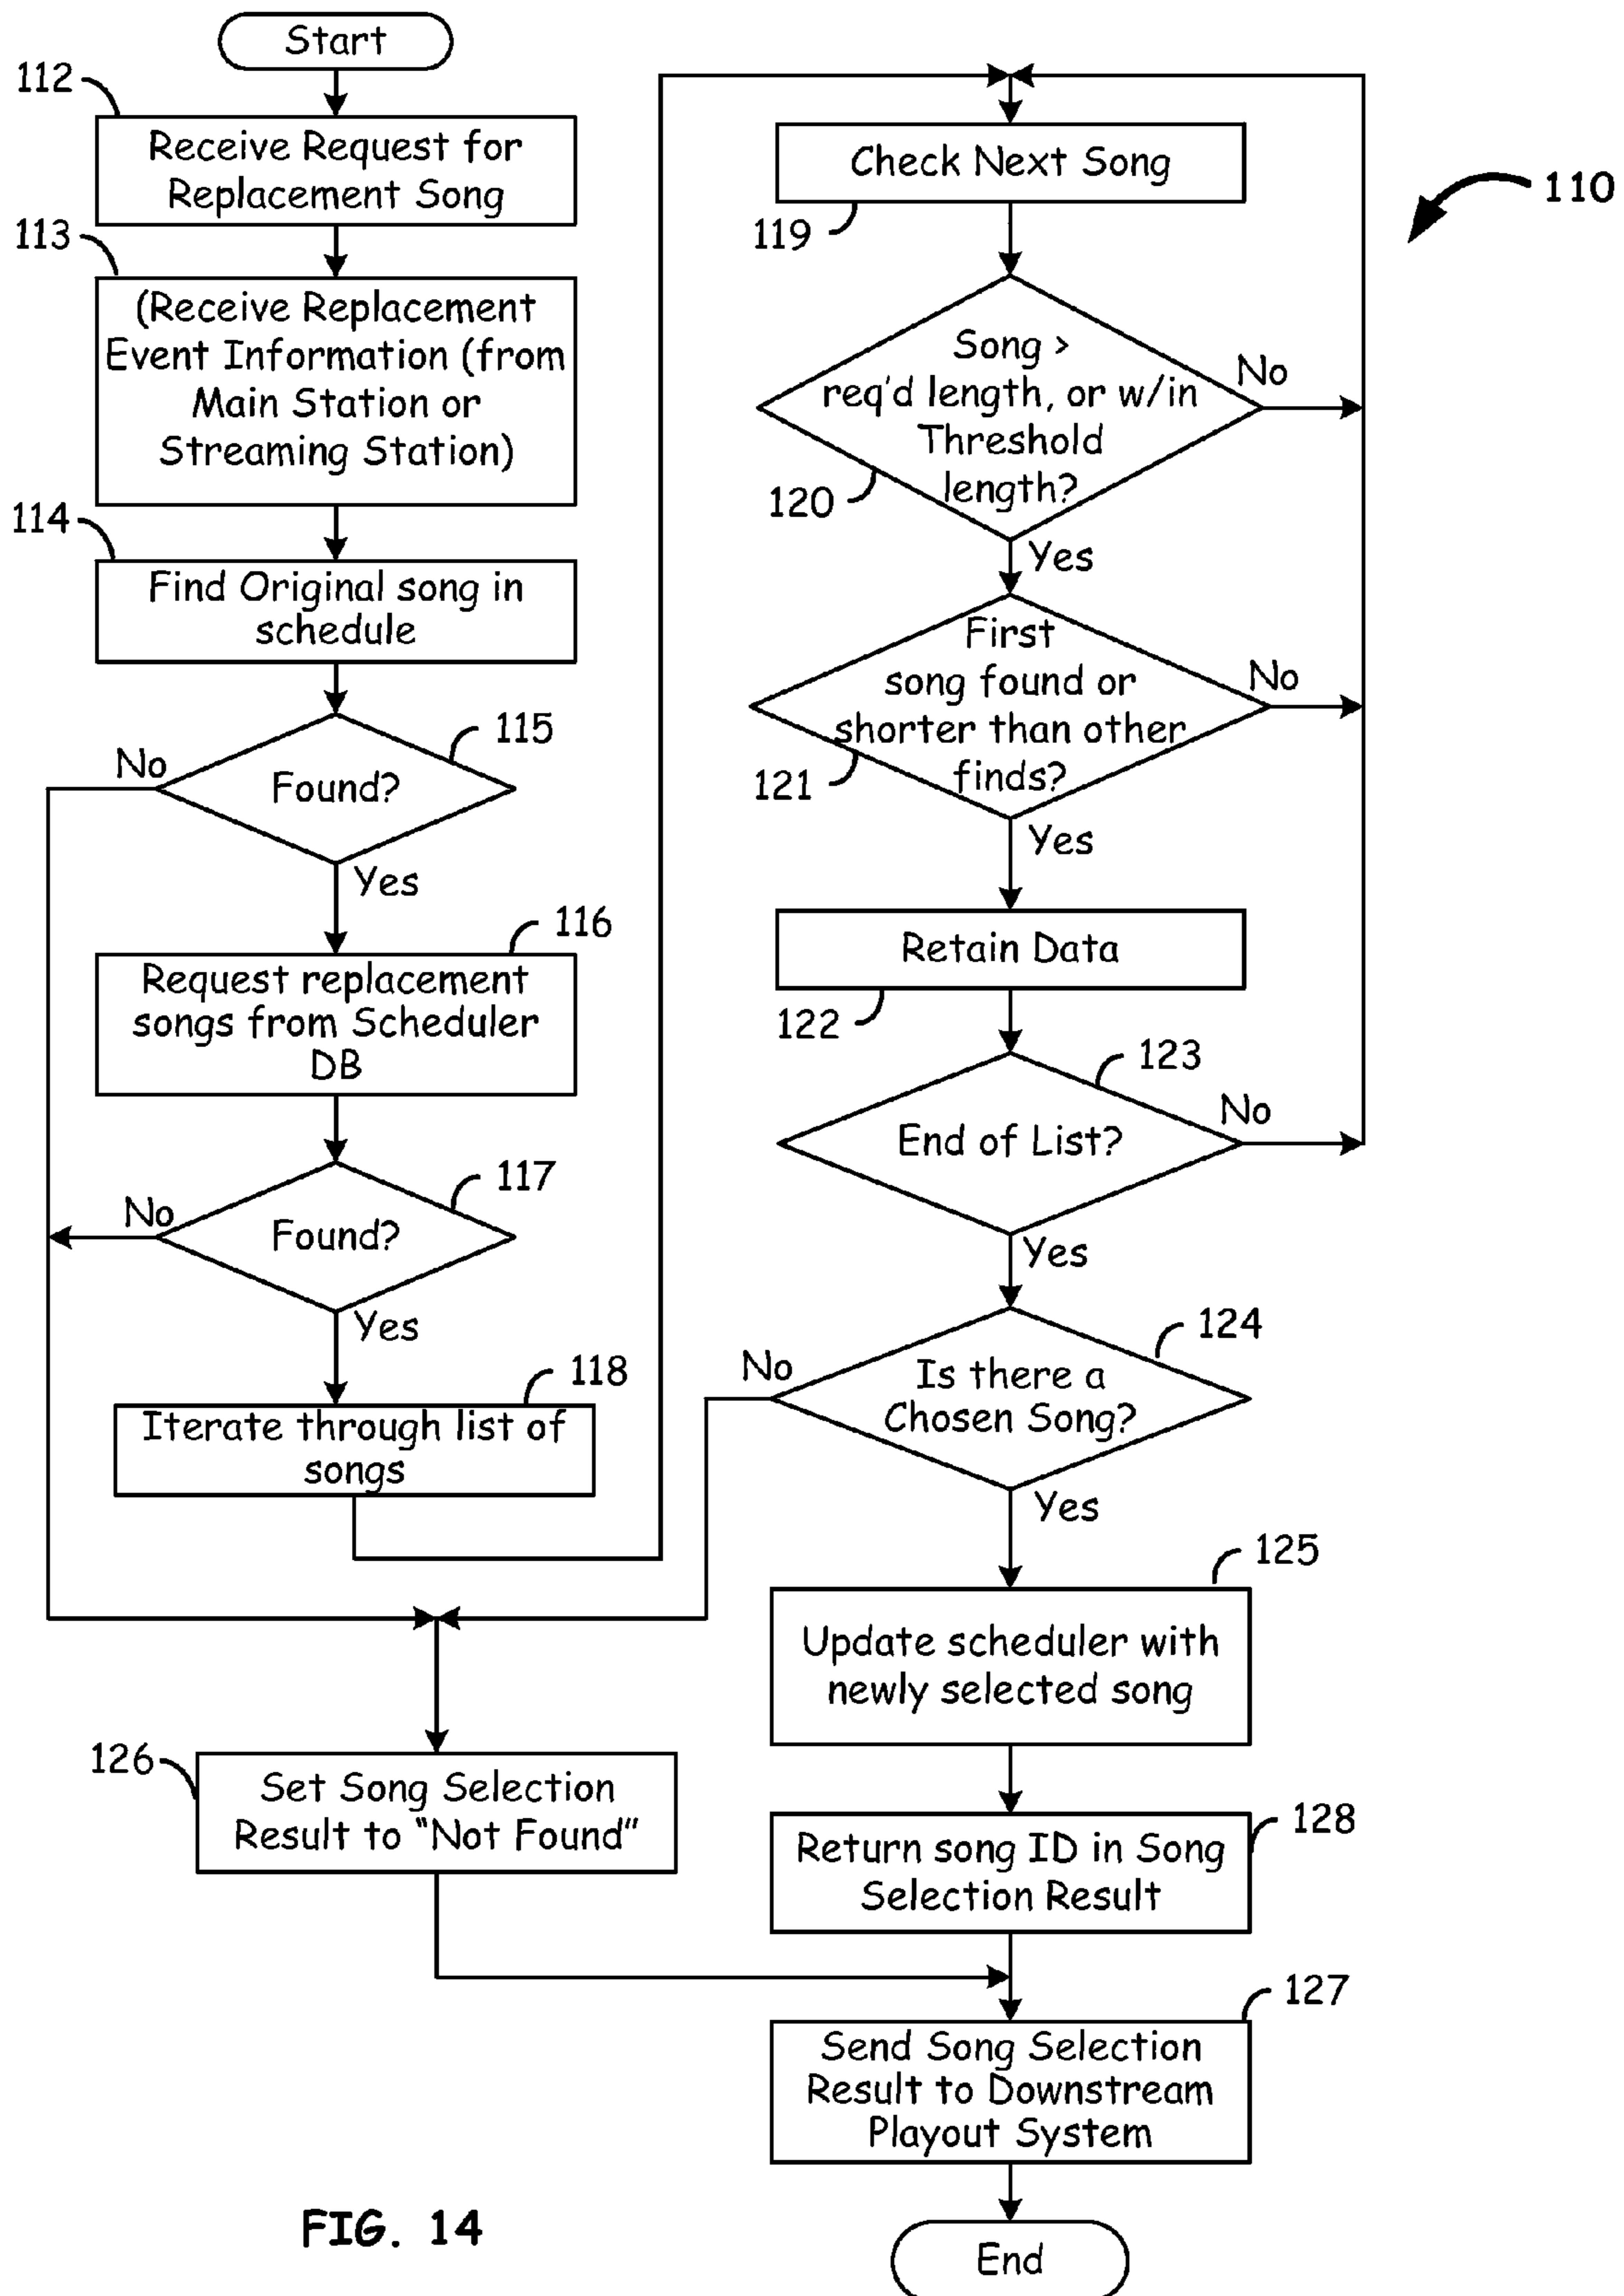 Start
112
Receive Request for
Replacement Song
113
(Receive Replacement
Event Information (from
Main Station or
Streaming Station)
114
Find Original song in
schedule
115
No
Found?
Yes
116
Request replacement
songs from Scheduler
DB
117
No
Found?
Yes
118
Iterate through list of
songs
126
Set Song Selection
Result to "Not Found"
110
Check Next Song
119
Song >
req'd length, or w/in
Threshold
length?
No
120
Yes
First
song found or
shorter than other
finds?
No
121
Yes
Retain Data
122
123
End of List?
No
Yes
124
No
Is there a
Chosen Song?
Yes
125
Update scheduler with
newly selected song
128
Return song ID in Song
Selection Result
127
Send Song Selection
Result to Downstream
Playout System
End
FIG. 14